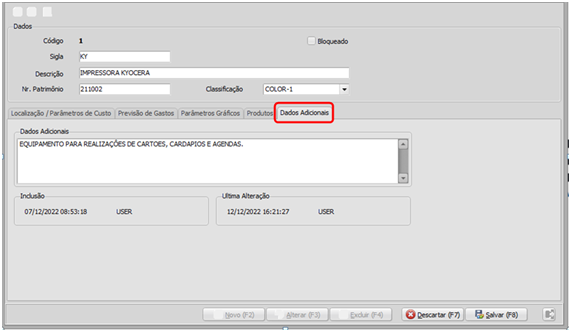 Dados
Código 1 Bloqueado
Sigla KY
Descrição IMPRESSORA KYOCERA
Nr. Patrimônio 211002 Classificação COLOR-1
Localização / Parâmetros de Custo Previsão de Gastos Parâmetros Gráficos Produtos Dados Adicionais
Dados Adicionais
EQUIPAMENTO PARA REALIZAÇÕES DE CARTOES, CARDAPIOS E AGENDAS.
Inclusão Ultima Alteração
07/12/2022 08:53:18 USER 12/12/2022 16:21:27 USER
Novo (F2) Alterar (F3) Excluir (F4) Descartar (F7) Salvar (F8)